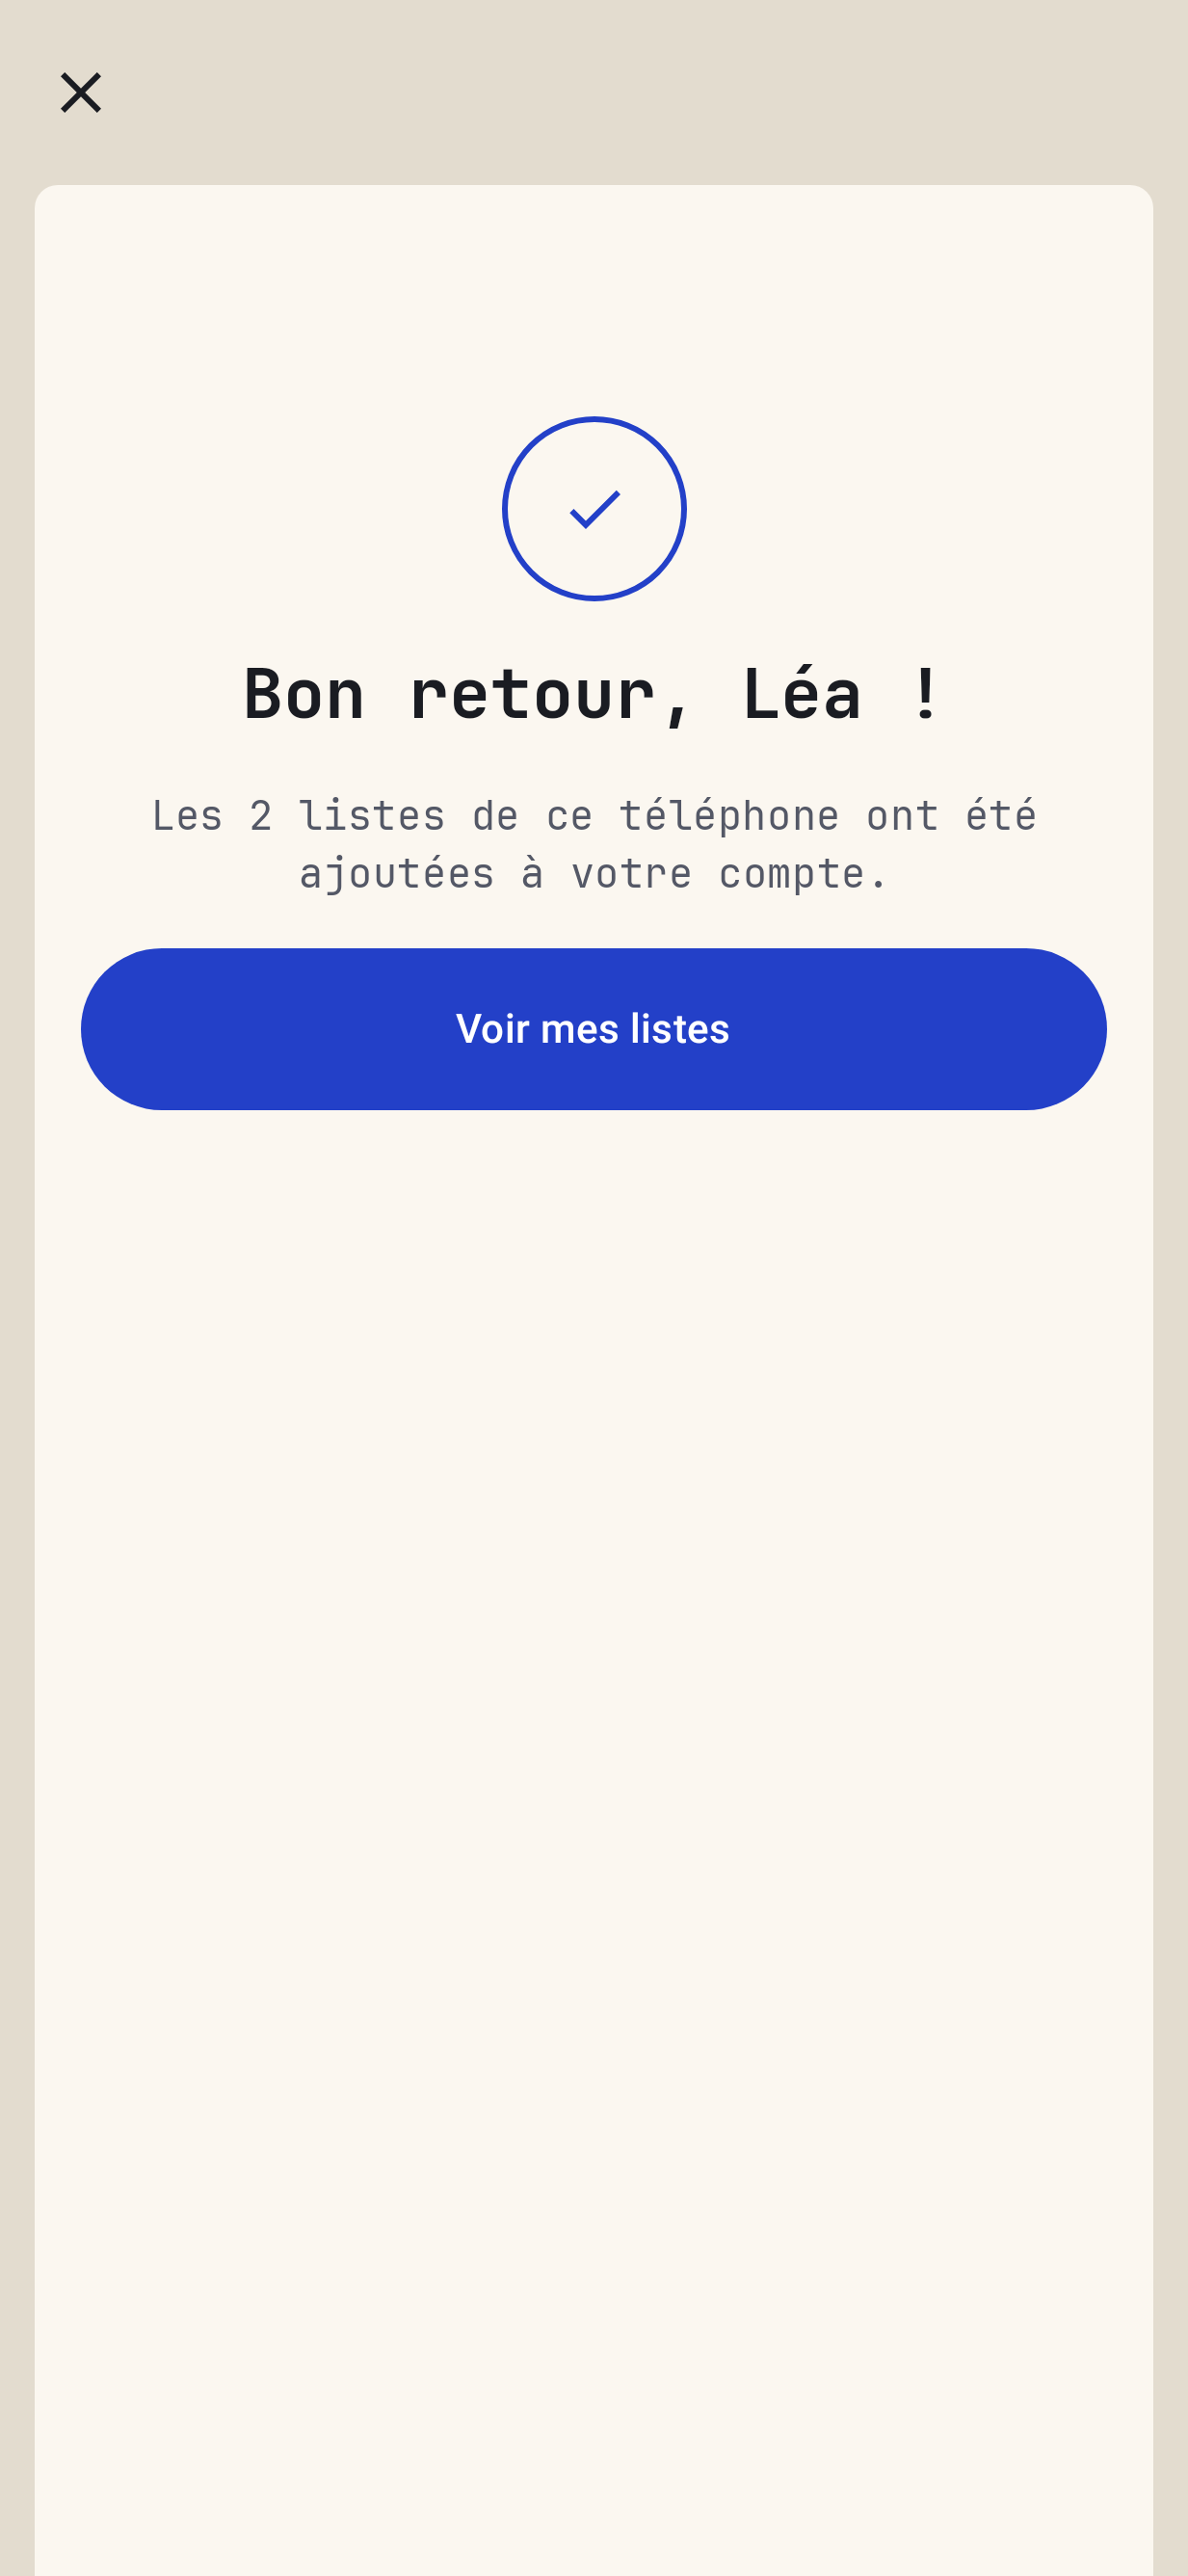 Bon retour, Léa !
Les 2 listes de ce téléphone ont été
ajoutées à votre compte.
Voir mes listes